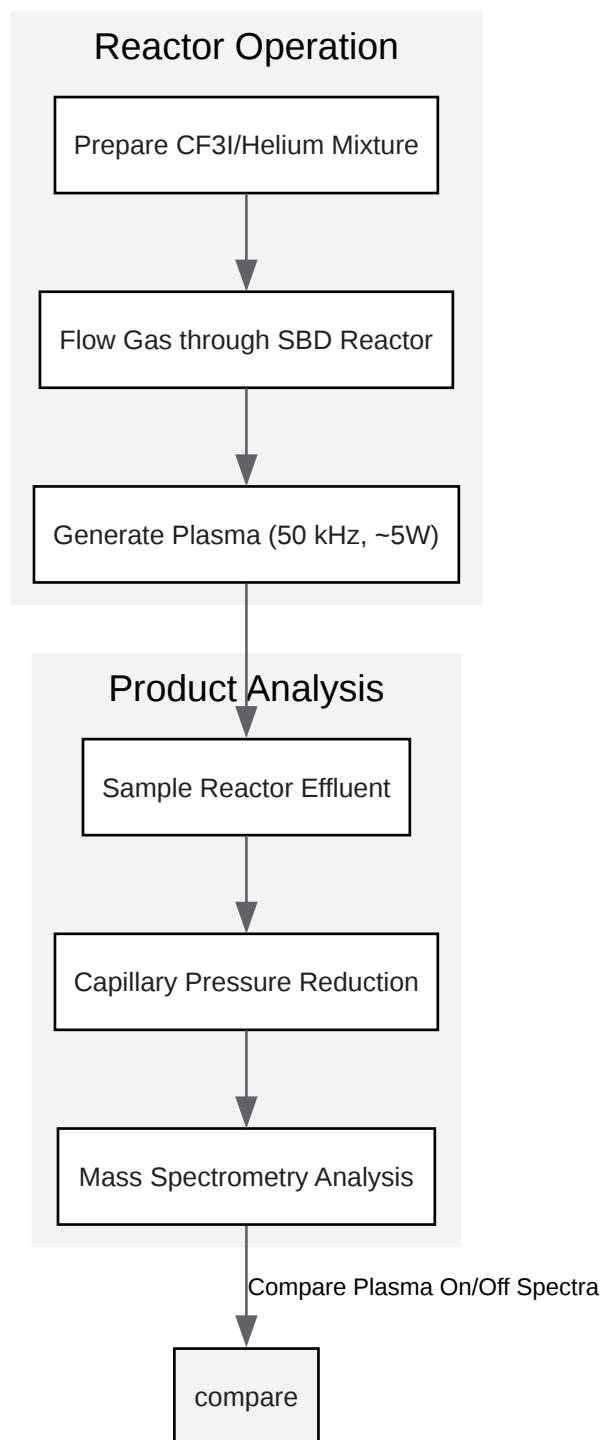 Reactor Operation
Prepare CF3I/Helium Mixture
Flow Gas through SBD Reactor
Generate Plasma (50 kHz, ~5W)
Product Analysis
Sample Reactor Effluent
Capillary Pressure Reduction
Mass Spectrometry Analysis
Compare Plasma On/Off Spectra
compare